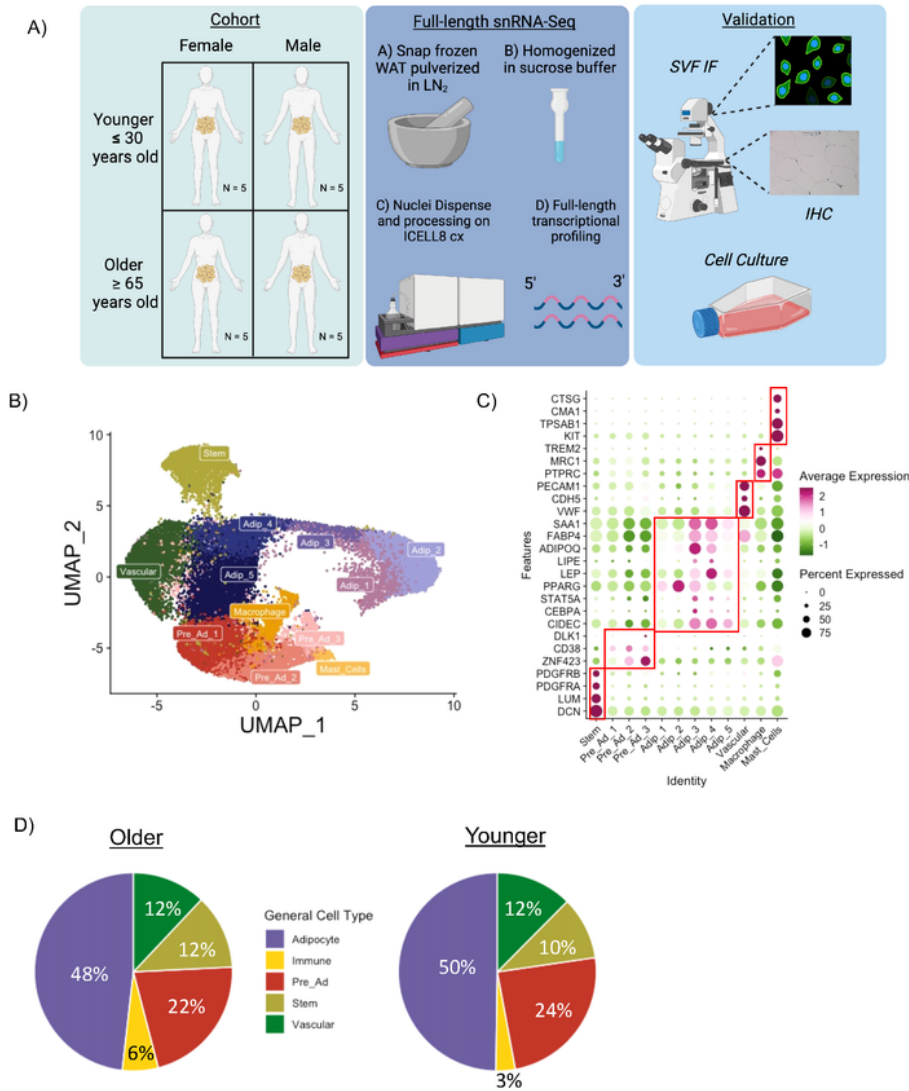 A)
Cohort
Female Male
Younger
≤ 30
years old
N = 5 N = 5
Older
≥ 65
years old
N = 5 N = 5
Full-length snRNA-Seq
A) Snap frozen
WAT pulverized
in LN2
B) Homogenized
in sucrose buffer
C) Nuclei Dispense
and processing on
ICELL8 cx
D) Full-length
transcriptional
profiling
5' 3'
Validation
SVF IF
IHC
Cell Culture
B)
UMAP_2
10
5
0
-5
Stem
Adip_4
Adip_3
Adip_2
Vascular
Adip_5
Adip_1
Macrophage
Pre_Ad_1
Pre_Ad_3
Mast_Cells
Pre_Ad_2
-5 0 5 10
UMAP_1
C)
Features
CTSG
CMA1
TPSAB1
KIT
TREM2
MRC1
PTPRC
PECAM1
CDH5
VWF
SAA1
FABP4
ADIPOQ
LIPE
LEP
PPARG
STAT5A
CEBPA
CIDEC
DLK1
CD38
ZNF423
PDGFRB
PDGFRA
LUM
DCN
Stem
Pre_Ad_1
Pre_Ad_2
Pre_Ad_3
Adip_1
Adip_2
Adip_3
Adip_4
Adip_5
Vascular
Macrophage
Mast_Cells
Identity
Average Expression
2
1
0
-1
Percent Expressed
0
25
50
75
D)
Older
12%
12%
48%
22%
6%
General Cell Type
Adipocyte
Immune
Pre_Ad
Stem
Vascular
Younger
12%
10%
50%
24%
3%